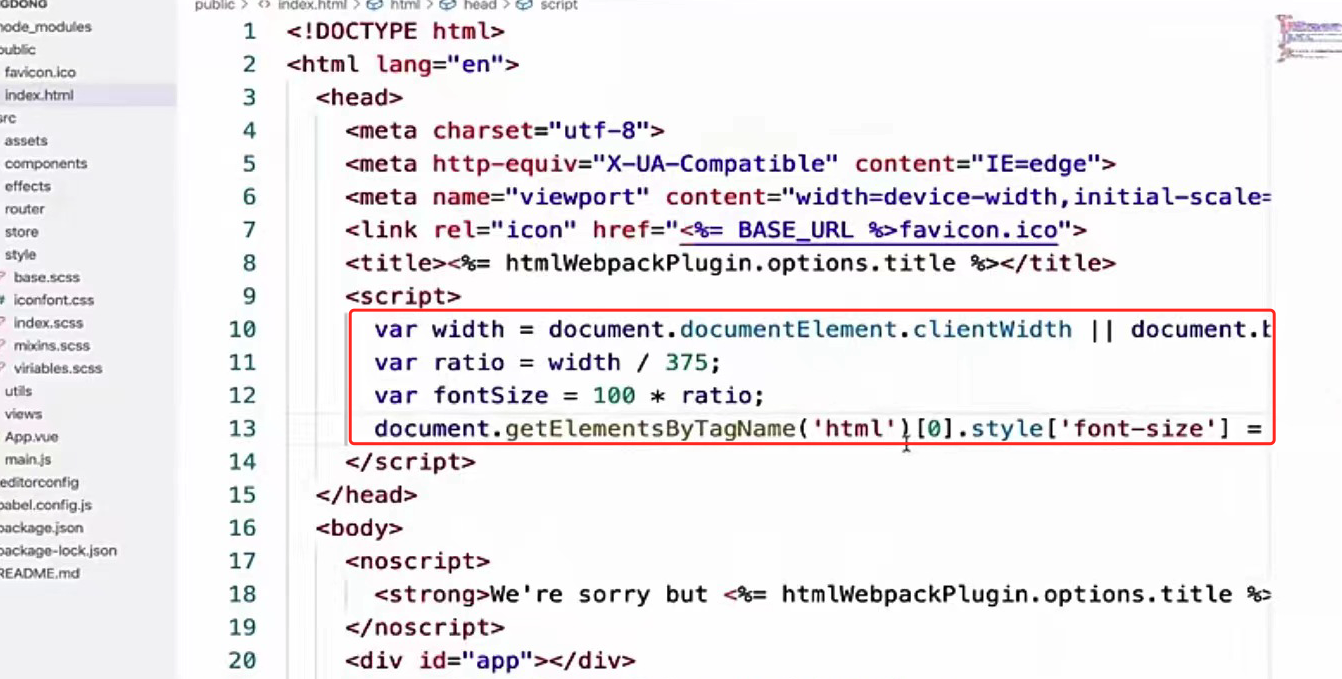 GDONG
node_modules
public
favicon.ico
index.html
src
assets
components
effects
router
store
style
base.scss
# iconfont.css
index.scss
mixins.scss
viriables.scss
utils
views
App.vue
main.js
editorconfig
babel.config.js
package.json
package-lock.json
README.md
public > <> index.html > html > head > script
1 <!DOCTYPE html>
2 <html lang="en">
3 <head>
4 <meta charset="utf-8">
5 <meta http-equiv="X-UA-Compatible" content="IE=edge">
6 <meta name="viewport" content="width=device-width,initial-scale=
7 <link rel="icon" href="<%= BASE_URL %>favicon.ico">
8 <title><%= htmlWebpackPlugin.options.title %></title>
9 <script>
10 var width = document.documentElement.clientWidth || document.b
11 var ratio = width / 375;
12 var fontSize = 100 * ratio;
13 document.getElementsByTagName('html')[0].style['font-size'] =
14 </script>
15 </head>
16 <body>
17 <noscript>
18 <strong>We're sorry but <%= htmlWebpackPlugin.options.title %>
19 </noscript>
20 <div id="app"></div>